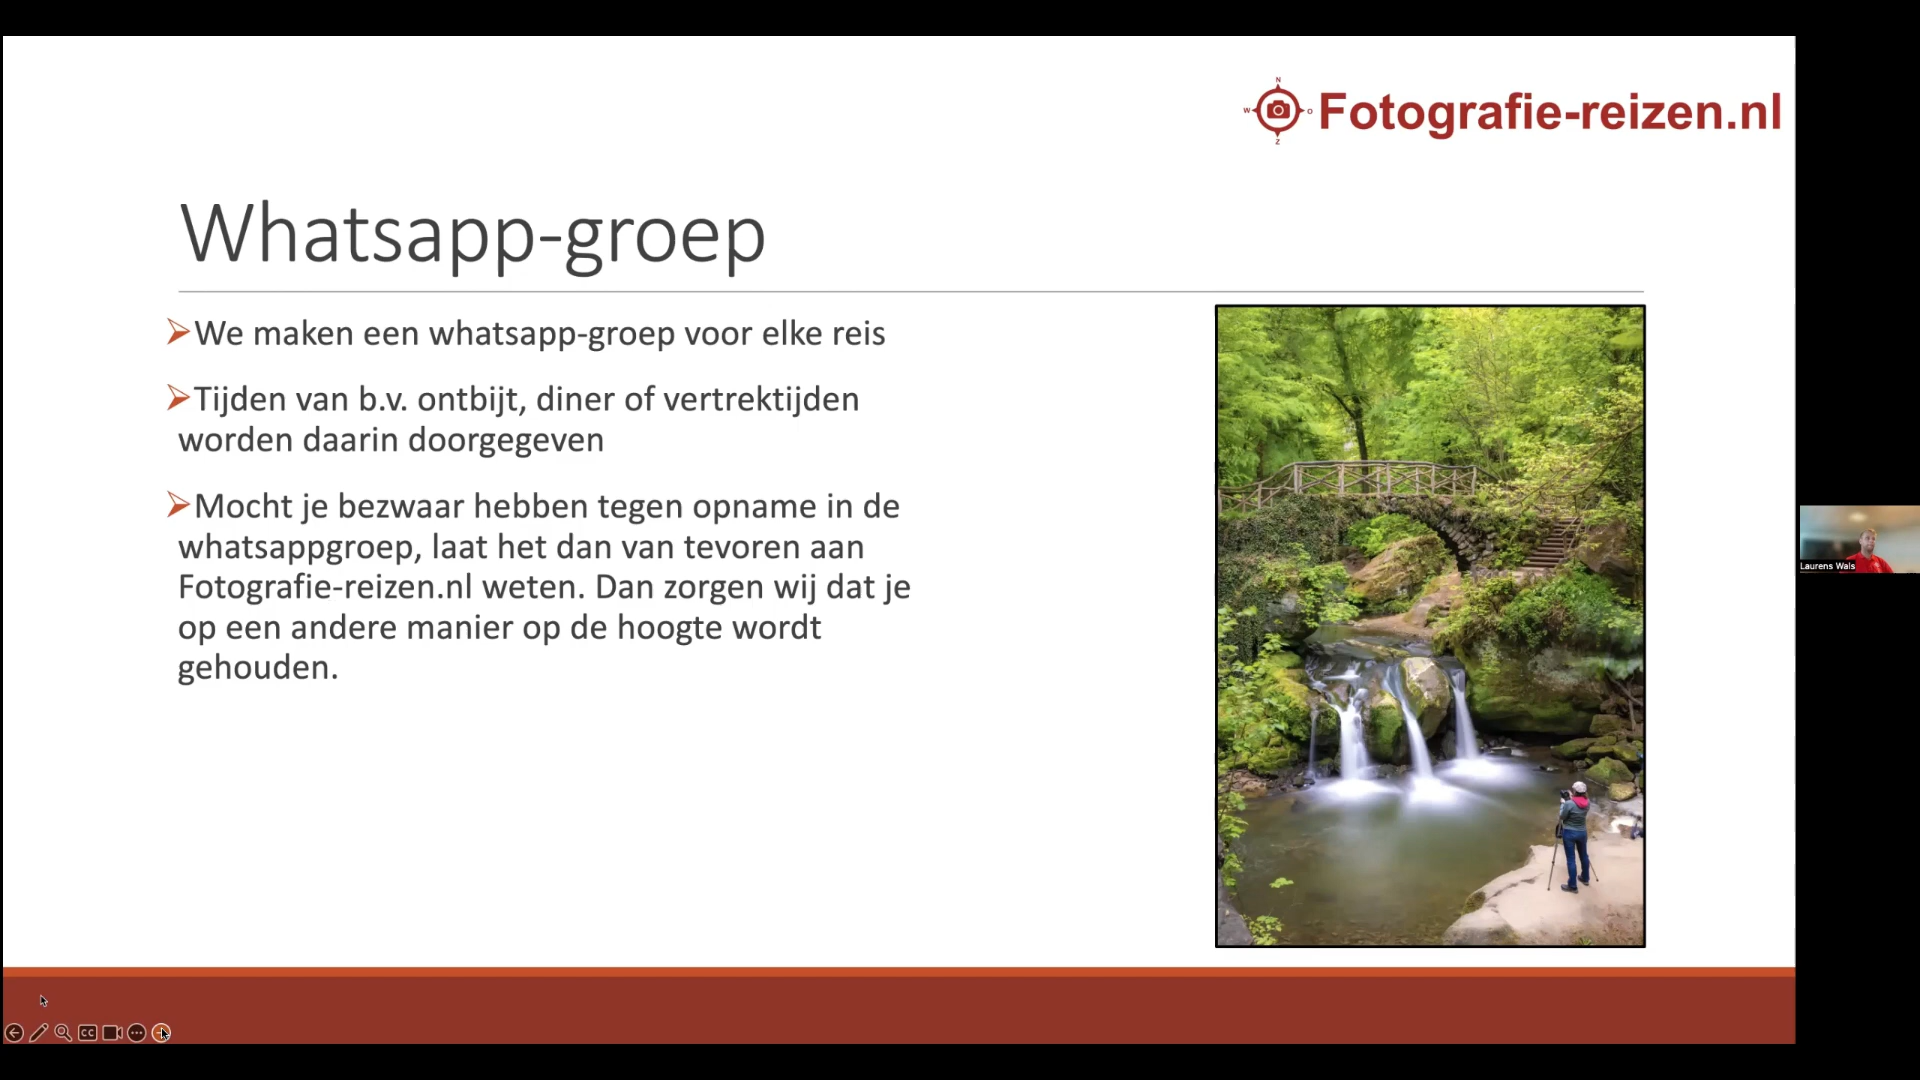 N
W O
Z
Fotografie-reizen.nl
Whatsapp-groep
We maken een whatsapp-groep voor elke reis
Tijden van b.v. ontbijt, diner of vertrektijden
worden daarin doorgegeven
Mocht je bezwaar hebben tegen opname in de
whatsappgroep, laat het dan van tevoren aan
Fotografie-reizen.nl weten. Dan zorgen wij dat je
op een andere manier op de hoogte wordt
gehouden.
Laurens Wals
CC